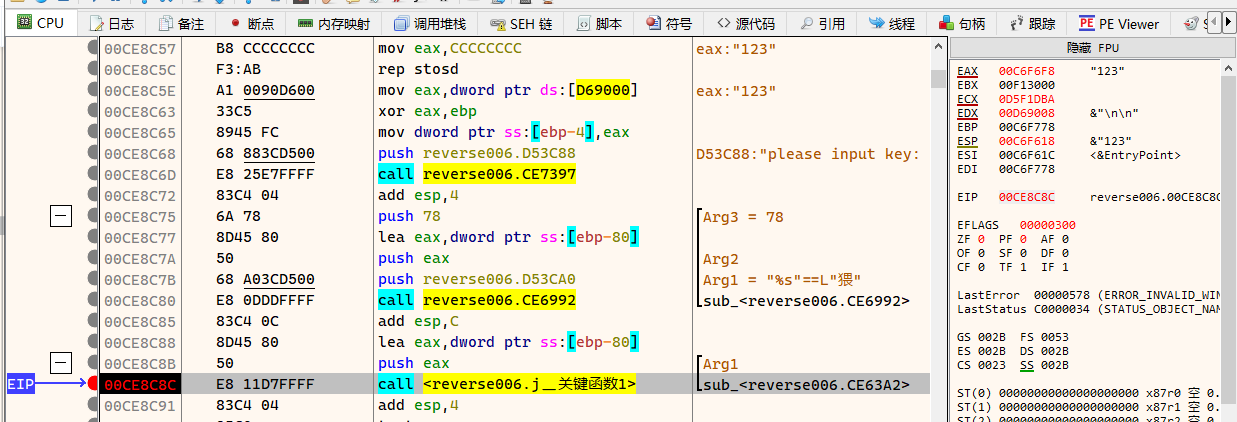 CPU 日志 备注 断点 内存映射 调用堆栈 SEH 链 脚本 符号 源代码 引用 线程 句柄 跟踪 PE Viewer
隐藏 FPU
00CE8C57 B8 CCCCCCCC mov eax,CCCCCCCC eax:"123"
00CE8C5C F3:AB rep stosd
00CE8C5E A1 0090D600 mov eax,dword ptr ds:[D69000] eax:"123"
00CE8C63 33C5 xor eax,ebp
00CE8C65 8945 FC mov dword ptr ss:[ebp-4],eax
00CE8C68 68 883CD500 push reverse006.D53C88 D53C88:"please input key:
00CE8C6D E8 25E7FFFF call reverse006.CE7397
00CE8C72 83C4 04 add esp,4
00CE8C75 6A 78 push 78 Arg3 = 78
00CE8C77 8D45 80 lea eax,dword ptr ss:[ebp-80]
00CE8C7A 50 push eax Arg2
00CE8C7B 68 A03CD500 push reverse006.D53CA0 Arg1 = "%s"==L"猥"
00CE8C80 E8 0DDDFFFF call reverse006.CE6992 sub_<reverse006.CE6992>
00CE8C85 83C4 0C add esp,C
00CE8C88 8D45 80 lea eax,dword ptr ss:[ebp-80]
00CE8C8B 50 push eax Arg1
EIP 00CE8C8C E8 11D7FFFF call <reverse006.j__关键函数1> sub_<reverse006.CE63A2>
00CE8C91 83C4 04 add esp,4
EAX 00C6F6F8 "123"
EBX 00F13000
ECX 0D5F1DBA
EDX 00D69008 &"\n\n"
EBP 00C6F778
ESP 00C6F618 &"123"
ESI 00C6F61C <&EntryPoint>
EDI 00C6F778
EIP 00CE8C8C reverse006.00CE8C8C
EFLAGS 00000300
ZF 0 PF 0 AF 0
OF 0 SF 0 DF 0
CF 0 TF 1 IF 1
LastError 00000578 (ERROR_INVALID_WIN
LastStatus C0000034 (STATUS_OBJECT_NAM
GS 002B FS 0053
ES 002B DS 002B
CS 0023 SS 002B
ST(0) 00000000000000000000 x87r0 空 0.
ST(1) 00000000000000000000 x87r1 空 0.